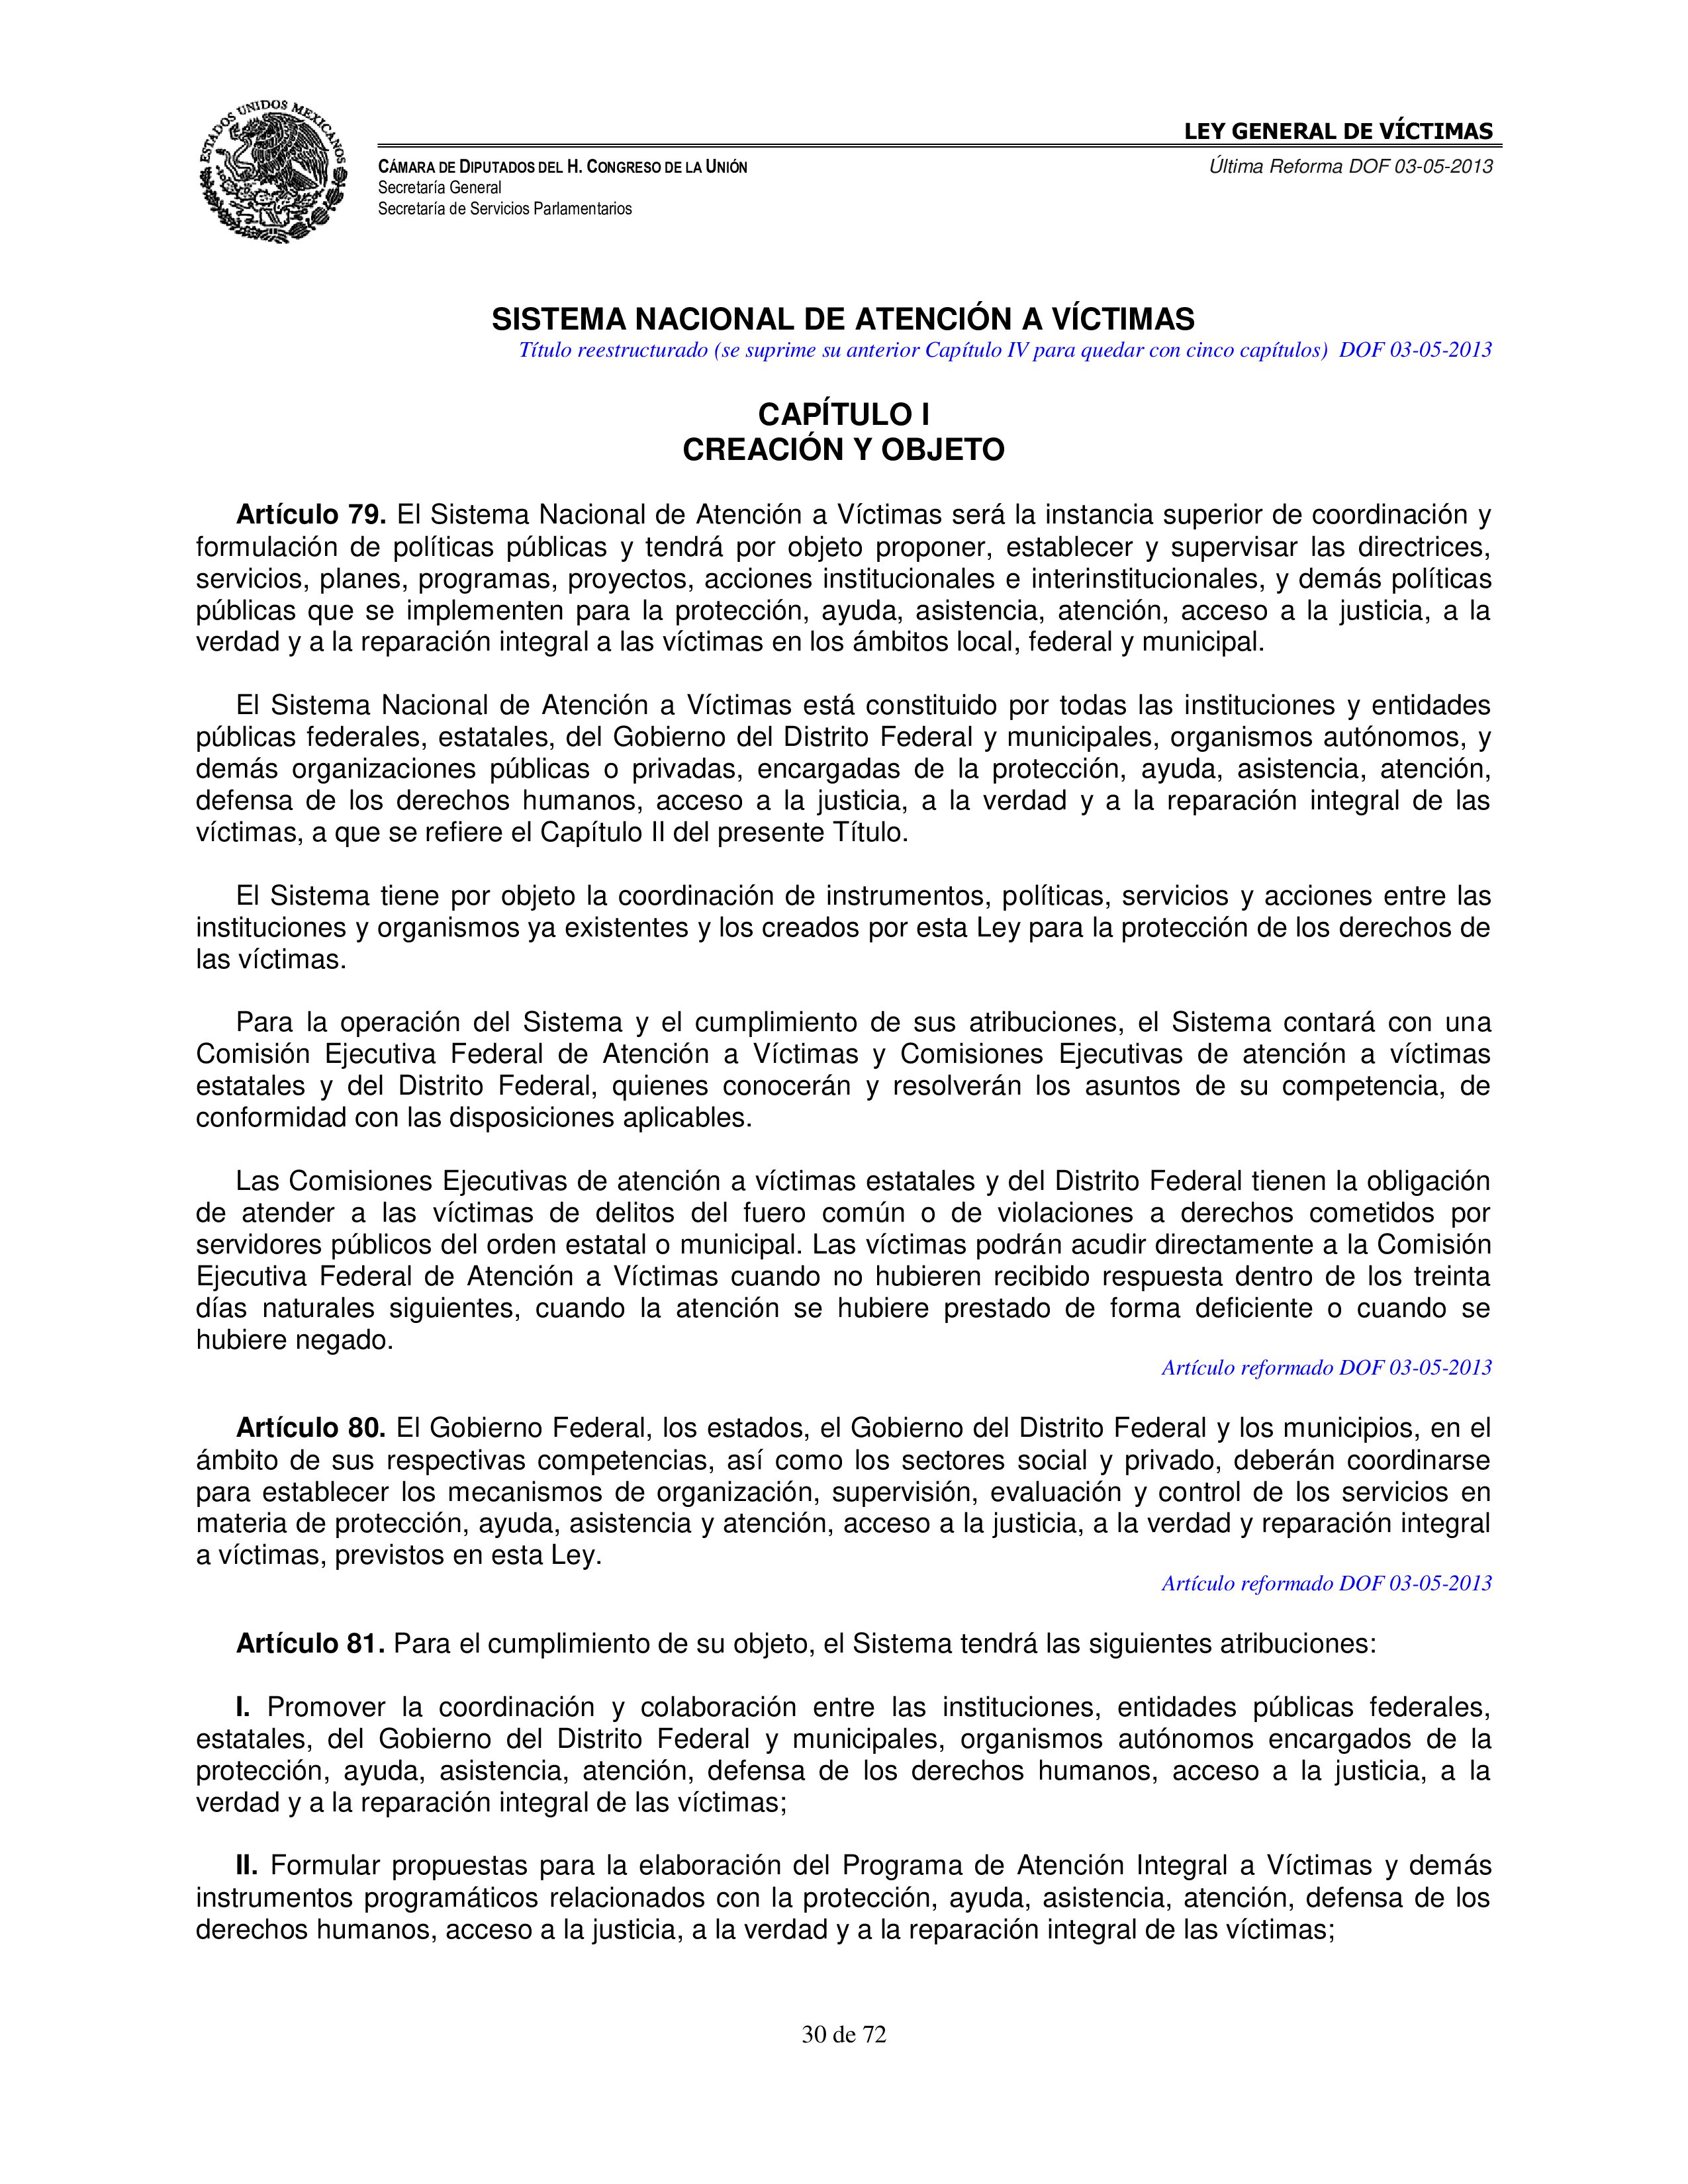 ESTADOS UNIDOS MEXICANOS
LEY GENERAL DE VÍCTIMAS
CÁMARA DE DIPUTADOS DEL H. CONGRESO DE LA UNIÓN
Última Reforma DOF 03-05-2013
Secretaría General
Secretaría de Servicios Parlamentarios
SISTEMA NACIONAL DE ATENCIÓN A VÍCTIMAS
Título reestructurado (se suprime su anterior Capítulo IV para quedar con cinco capítulos) DOF 03-05-2013
CAPÍTULO I
CREACIÓN Y OBJETO
Artículo 79. El Sistema Nacional de Atención a Víctimas será la instancia superior de coordinación y
formulación de políticas públicas y tendrá por objeto proponer, establecer y supervisar las directrices,
servicios, planes, programas, proyectos, acciones institucionales e interinstitucionales, y demás políticas
públicas que se implementen para la protección, ayuda, asistencia, atención, acceso a la justicia, a la
verdad y a la reparación integral a las víctimas en los ámbitos local, federal y municipal.
El Sistema Nacional de Atención a Víctimas está constituido por todas las instituciones y entidades
públicas federales, estatales, del Gobierno del Distrito Federal y municipales, organismos autónomos, y
demás organizaciones públicas o privadas, encargadas de la protección, ayuda, asistencia, atención,
defensa de los derechos humanos, acceso a la justicia, a la verdad y a la reparación integral de las
víctimas, a que se refiere el Capítulo II del presente Título.
El Sistema tiene por objeto la coordinación de instrumentos, políticas, servicios y acciones entre las
instituciones y organismos ya existentes y los creados por esta Ley para la protección de los derechos de
las víctimas.
Para la operación del Sistema y el cumplimiento de sus atribuciones, el Sistema contará con una
Comisión Ejecutiva Federal de Atención a Víctimas y Comisiones Ejecutivas de atención a víctimas
estatales y del Distrito Federal, quienes conocerán y resolverán los asuntos de su competencia, de
conformidad con las disposiciones aplicables.
Las Comisiones Ejecutivas de atención a víctimas estatales y del Distrito Federal tienen la obligación
de atender a las víctimas de delitos del fuero común o de violaciones a derechos cometidos por
servidores públicos del orden estatal o municipal. Las víctimas podrán acudir directamente a la Comisión
Ejecutiva Federal de Atención a Víctimas cuando no hubieren recibido respuesta dentro de los treinta
días naturales siguientes, cuando la atención se hubiere prestado de forma deficiente o cuando se
hubiere negado.
Artículo reformado DOF 03-05-2013
Artículo 80. El Gobierno Federal, los estados, el Gobierno del Distrito Federal y los municipios, en el
ámbito de sus respectivas competencias, así como los sectores social y privado, deberán coordinarse
para establecer los mecanismos de organización, supervisión, evaluación y control de los servicios en
materia de protección, ayuda, asistencia y atención, acceso a la justicia, a la verdad y reparación integral
a víctimas, previstos en esta Ley.
Artículo reformado DOF 03-05-2013
Artículo 81. Para el cumplimiento de su objeto, el Sistema tendrá las siguientes atribuciones:
I. Promover la coordinación y colaboración entre las instituciones, entidades públicas federales,
estatales, del Gobierno del Distrito Federal y municipales, organismos autónomos encargados de la
protección, ayuda, asistencia, atención, defensa de los derechos humanos, acceso a la justicia, a la
verdad y a la reparación integral de las víctimas;
II. Formular propuestas para la elaboración del Programa de Atención Integral a Víctimas y demás
instrumentos programáticos relacionados con la protección, ayuda, asistencia, atención, defensa de los
derechos humanos, acceso a la justicia, a la verdad y a la reparación integral de las víctimas;
30 de 72